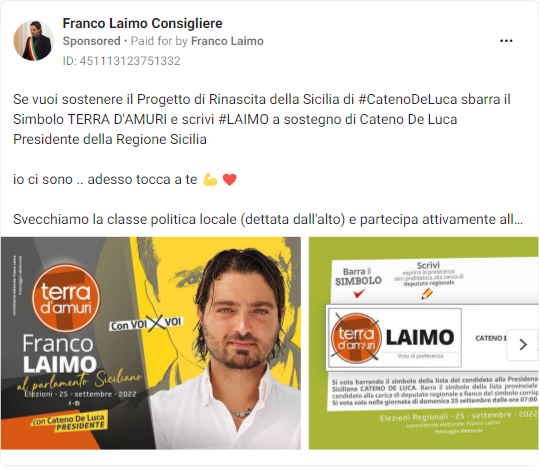 Franco Laimo Consigliere
Sponsored • Paid for by Franco Laimo
ID: 451113123751332
Se vuoi sostenere il Progetto di Rinascita della Sicilia di #CatenoDeLuca sbarra il
Simbolo TERRA D'AMURI e scrivi #LAIMO a sostegno di Cateno De Luca
Presidente della Regione Sicilia
io ci sono .. adesso tocca a te 💪 ❤️
Svecchiamo la classe politica locale (dettata dall'alto) e partecipa attivamente all...
committente elettorale: Franco Laimo
messaggio elettorale
terra
d'amuri
Con VOI X VOI
Franco
LAIMO
al parlamento Siciliano
Elezioni - 25 - settembre - 2022
con Cateno De Luca
PRESIDENTE
Barra il
SIMBOLO
Scrivi
esprimi la preferenza
del candidato alla carica di
deputato regionale
terra
d'amuri
LAIMO
Voto di preferenza
CATENO D
Si vota barrando il simbolo della lista del candidato alla Presidenza
Siciliana CATENO DE LUCA. Barra il simbolo della lista provinciale
candidato alla carica di deputato regionale a fianco del simbolo corrisp
Si vota solo nella giornata di domenica 25 settembre dalle ore 07:00
Elezioni Regionali - 25 - settembre - 2022
committente elettorale: Franco Laimo
messaggio elettorale